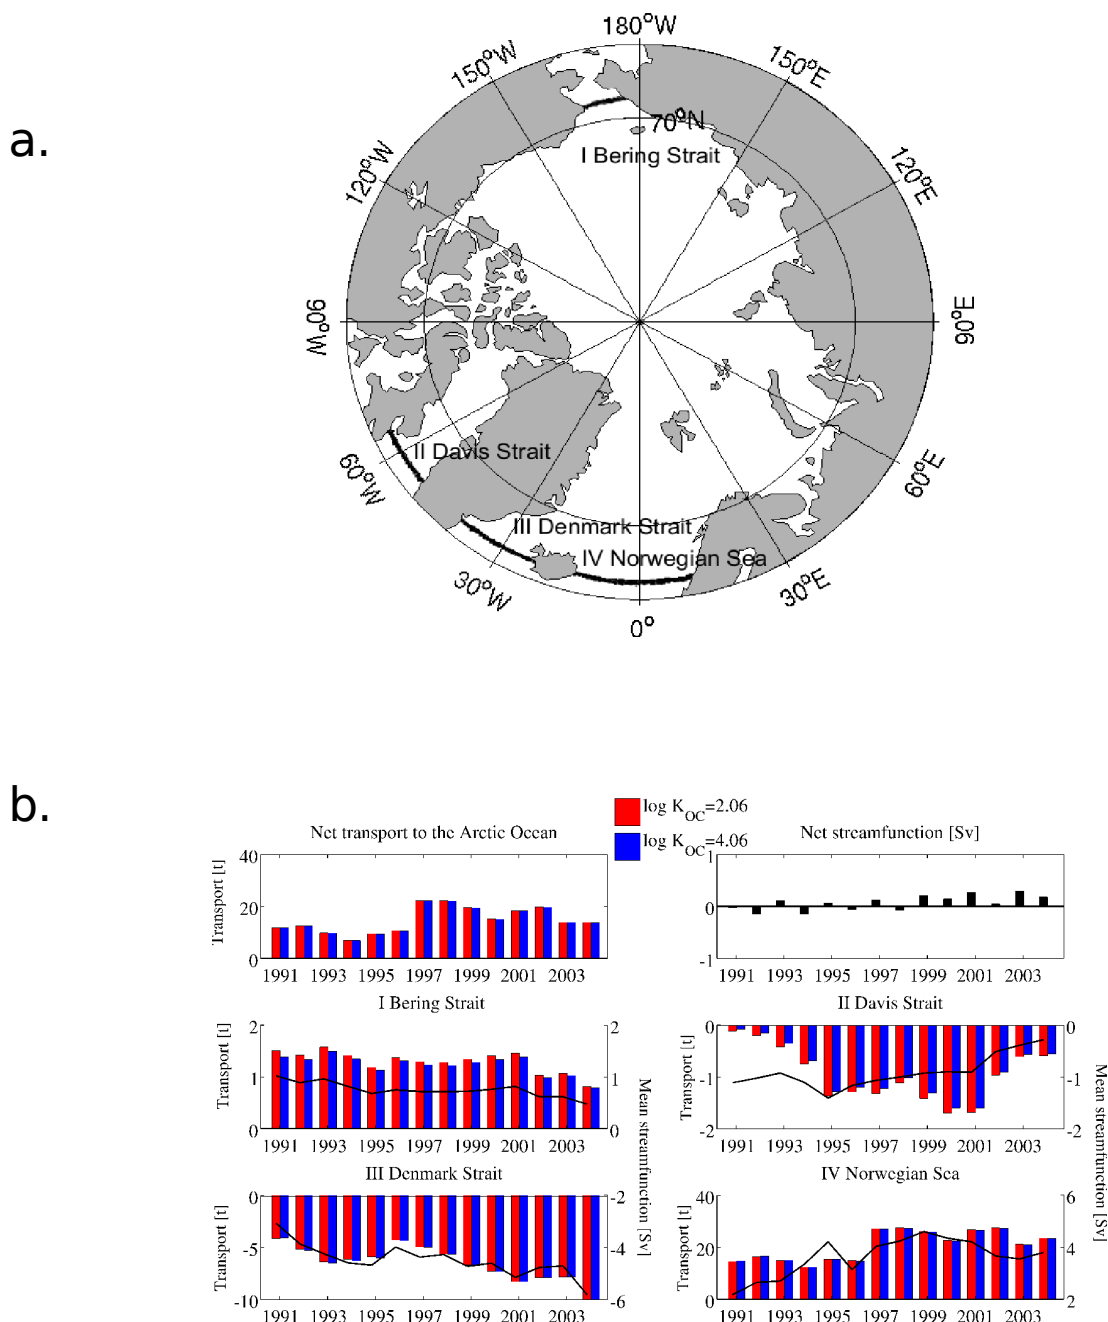 a.
180°W
150°W
150°E
70°N
I Bering Strait
120°W
120°E
90°W
90°E
II Davis Strait
60°W
60°E
III Denmark Strait
IV Norwegian Sea
30°W
30°E
0°
b.
log K_OC=2.06
log K_OC=4.06
Net transport to the Arctic Ocean
Transport [t]
40
20
0
1991 1993 1995 1997 1999 2001 2003
Net streamfunction [Sv]
1
0
-1
1991 1993 1995 1997 1999 2001 2003
I Bering Strait
Transport [t]
2
1
0
2
1
0
1991 1993 1995 1997 1999 2001 2003
Mean streamfunction [Sv]
II Davis Strait
Transport [t]
0
-1
-2
0
-1
-2
1991 1993 1995 1997 1999 2001 2003
Mean streamfunction [Sv]
III Denmark Strait
Transport [t]
0
-5
-10
-2
-4
-6
1991 1993 1995 1997 1999 2001 2003
IV Norwegian Sea
Transport [t]
40
20
0
6
4
2
1991 1993 1995 1997 1999 2001 2003